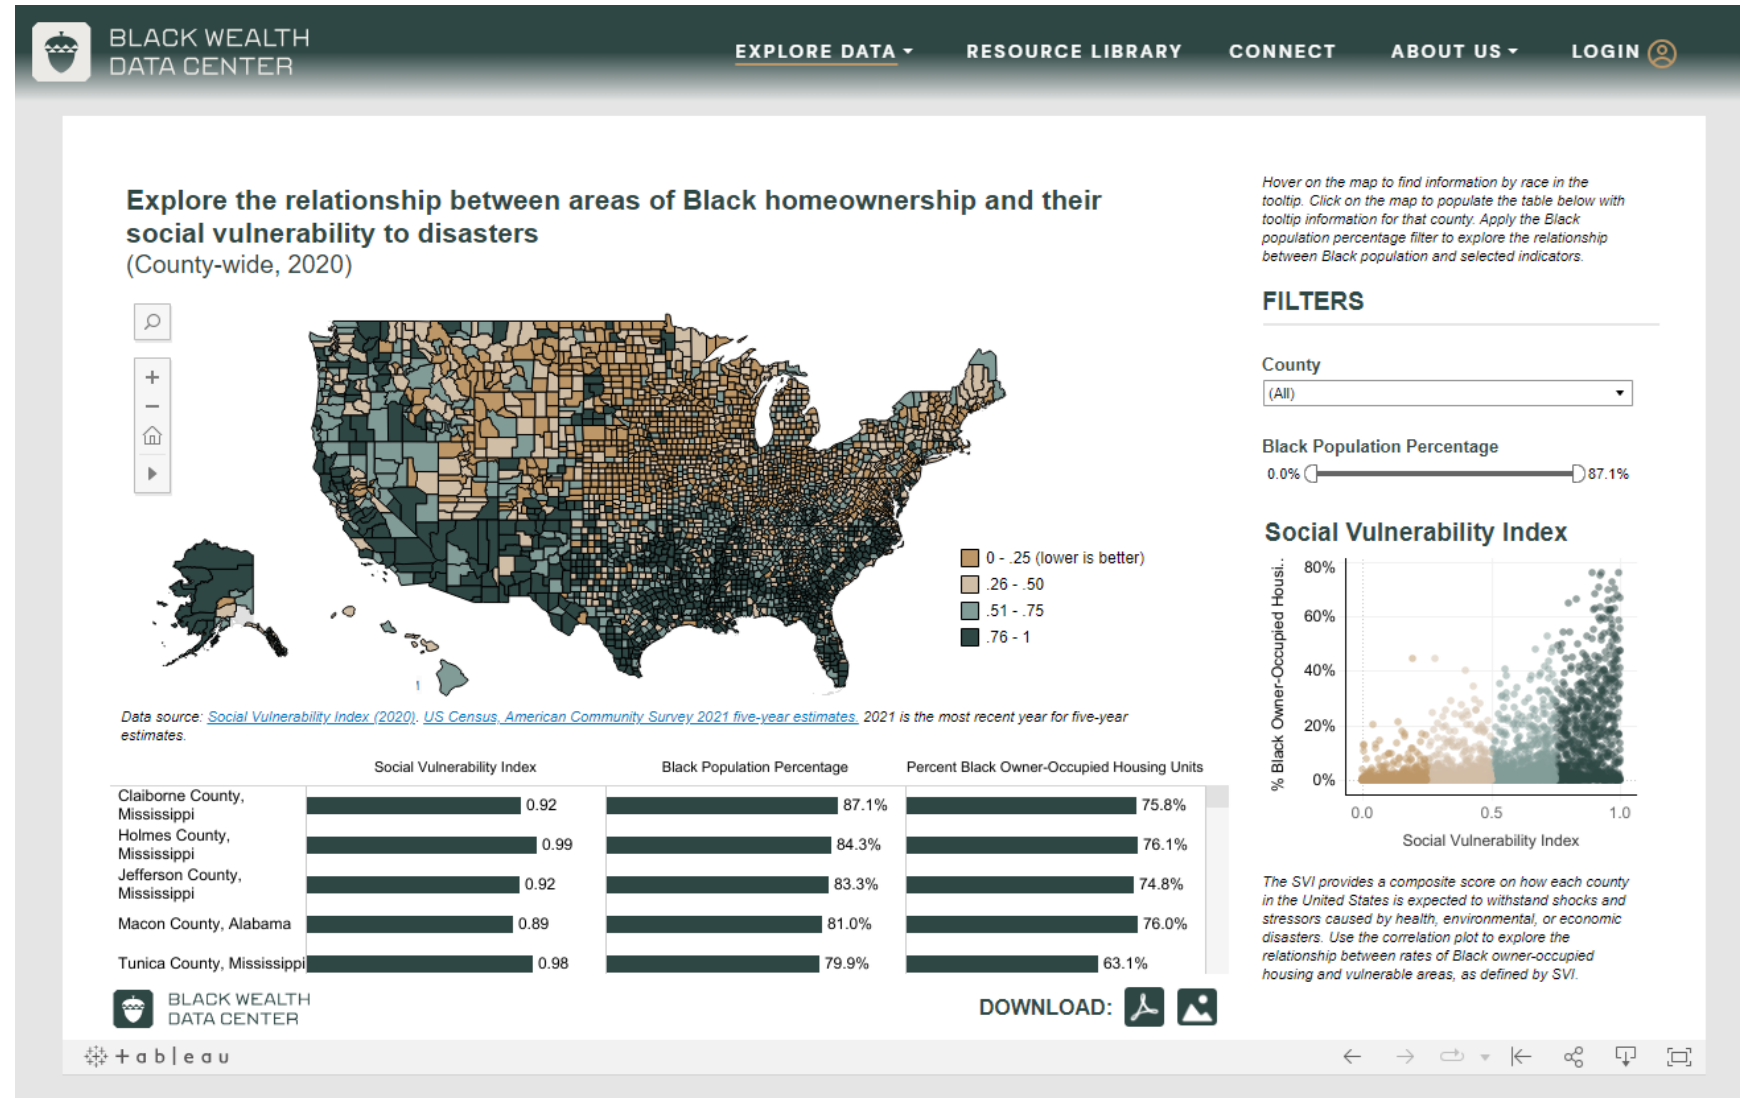 BLACK WEALTH
DATA CENTER
EXPLORE DATA
RESOURCE LIBRARY
CONNECT
ABOUT US
LOGIN
Explore the relationship between areas of Black homeownership and their
social vulnerability to disasters
(County-wide, 2020)
0 - .25 (lower is better)
.26 - .50
.51 - .75
.76 - 1
Data source: Social Vulnerability Index (2020). US Census, American Community Survey 2021 five-year estimates. 2021 is the most recent year for five-year
estimates.
Social Vulnerability Index
Black Population Percentage
Percent Black Owner-Occupied Housing Units
Claiborne County,
Mississippi
0.92
87.1%
75.8%
Holmes County,
Mississippi
0.99
84.3%
76.1%
Jefferson County,
Mississippi
0.92
83.3%
74.8%
Macon County, Alabama
0.89
81.0%
76.0%
Tunica County, Mississippi
0.98
79.9%
63.1%
BLACK WEALTH
DATA CENTER
DOWNLOAD:
Hover on the map to find information by race in the
tooltip. Click on the map to populate the table below with
tooltip information for that county. Apply the Black
population percentage filter to explore the relationship
between Black population and selected indicators.
FILTERS
County
(All)
Black Population Percentage
0.0%
87.1%
Social Vulnerability Index
% Black Owner-Occupied Housi..
80%
60%
40%
20%
0%
0.0
0.5
1.0
Social Vulnerability Index
The SVI provides a composite score on how each county
in the United States is expected to withstand shocks and
stressors caused by health, environmental, or economic
disasters. Use the correlation plot to explore the
relationship between rates of Black owner-occupied
housing and vulnerable areas, as defined by SVI.
+ableau